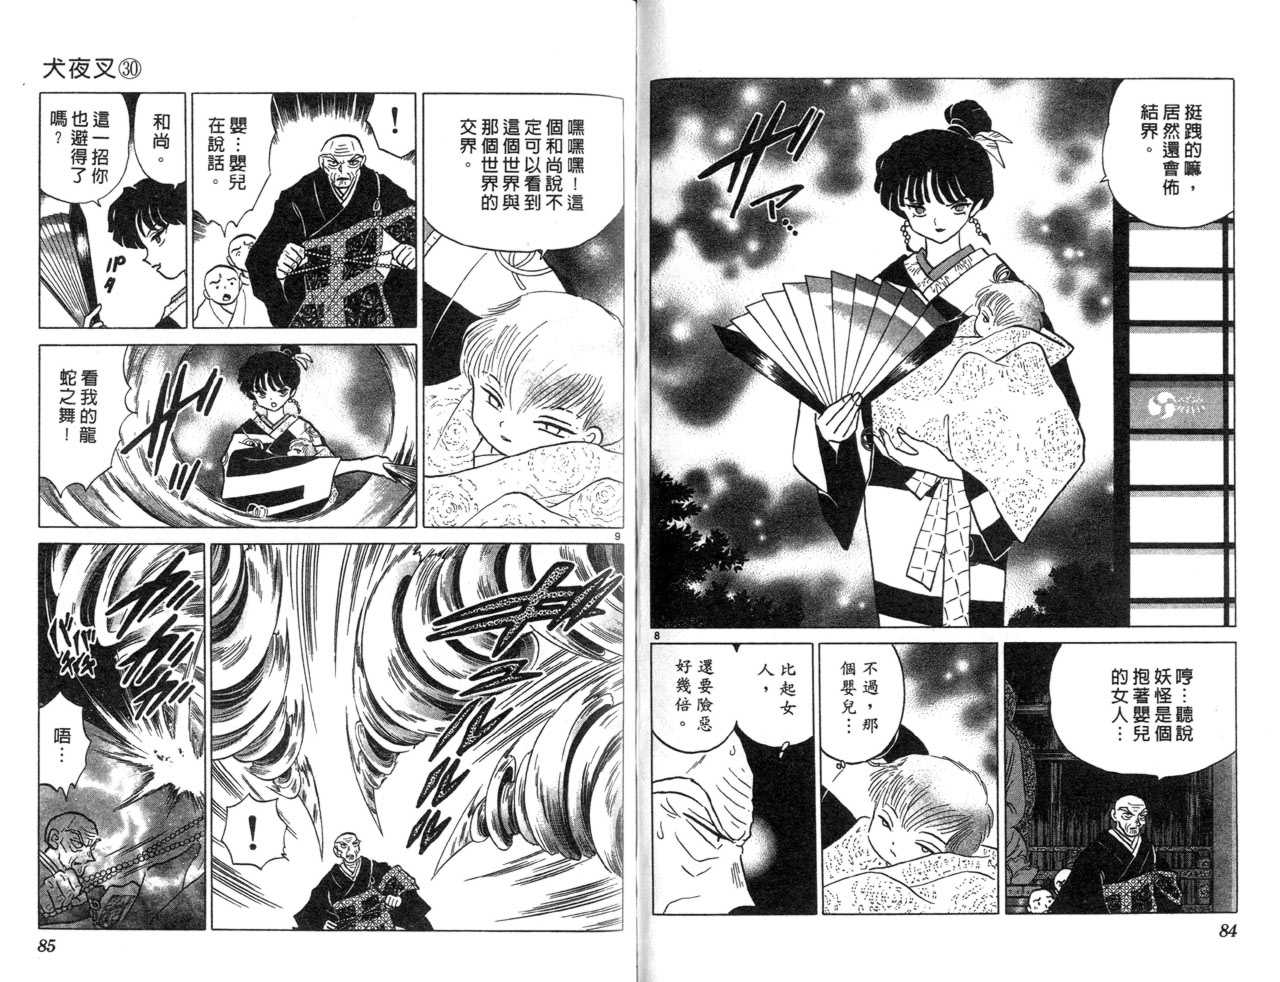 挺跩的嘛，
居然還會佈
結界。
8
哼…聽說
妖怪是個
抱著嬰兒
的女人…
不過，那
個嬰兒…
比起女
人，
還要險惡
好幾倍。
84
犬夜叉㉚
嘿嘿嘿！這
個和尚說不
定可以看到
這個世界與
那個世界的
交界。
！
嬰…嬰兒
在說話。
和尚。
這一招你
也避得了
嗎？
看我的龍
蛇之舞！
9
！
唔…
85